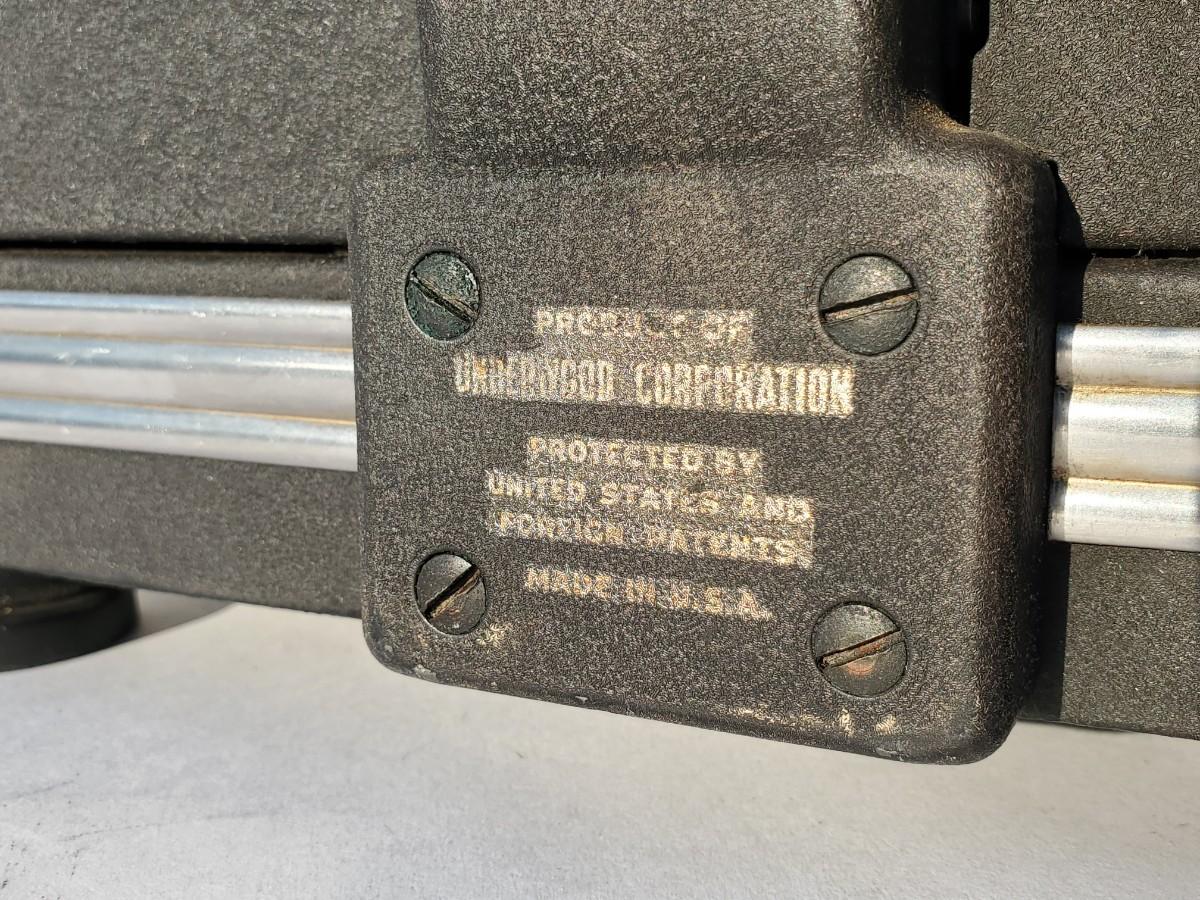 PRODUCT OF
UNDERWOOD CORPORATION
PROTECTED BY
UNITED STATES AND
FOREIGN PATENTS
MADE IN U.S.A.